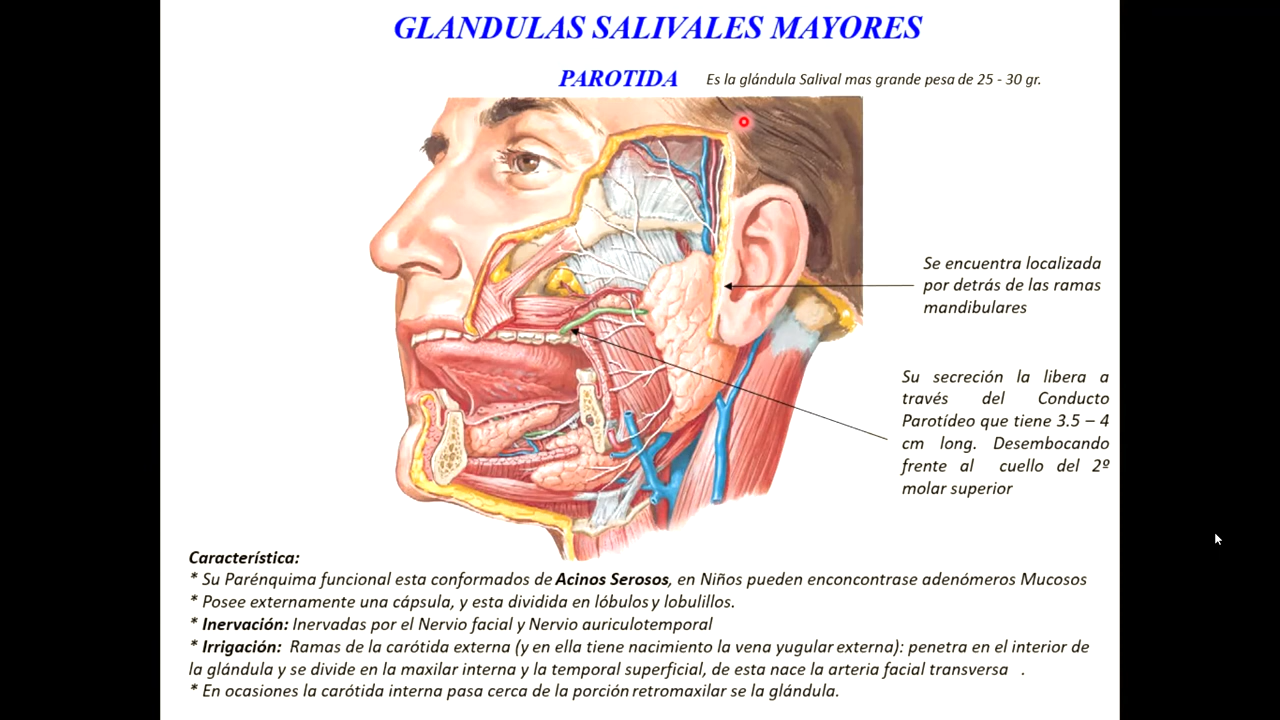 GLANDULAS SALIVALES MAYORES
PAROTIDA Es la glándula Salival mas grande pesa de 25 - 30 gr.
Se encuentra localizada
por detrás de las ramas
mandibulares
Su secreción la libera a
través del Conducto
Parotídeo que tiene 3.5 – 4
cm long. Desembocando
frente al cuello del 2º
molar superior
Característica:
* Su Parénquima funcional esta conformados de Acinos Serosos, en Niños pueden enconcontrase adenómeros Mucosos
* Posee externamente una cápsula, y esta dividida en lóbulos y lobulillos.
* Inervación: Inervadas por el Nervio facial y Nervio auriculotemporal
* Irrigación: Ramas de la carótida externa (y en ella tiene nacimiento la vena yugular externa): penetra en el interior de
la glándula y se divide en la maxilar interna y la temporal superficial, de esta nace la arteria facial transversa .
* En ocasiones la carótida interna pasa cerca de la porción retromaxilar se la glándula.